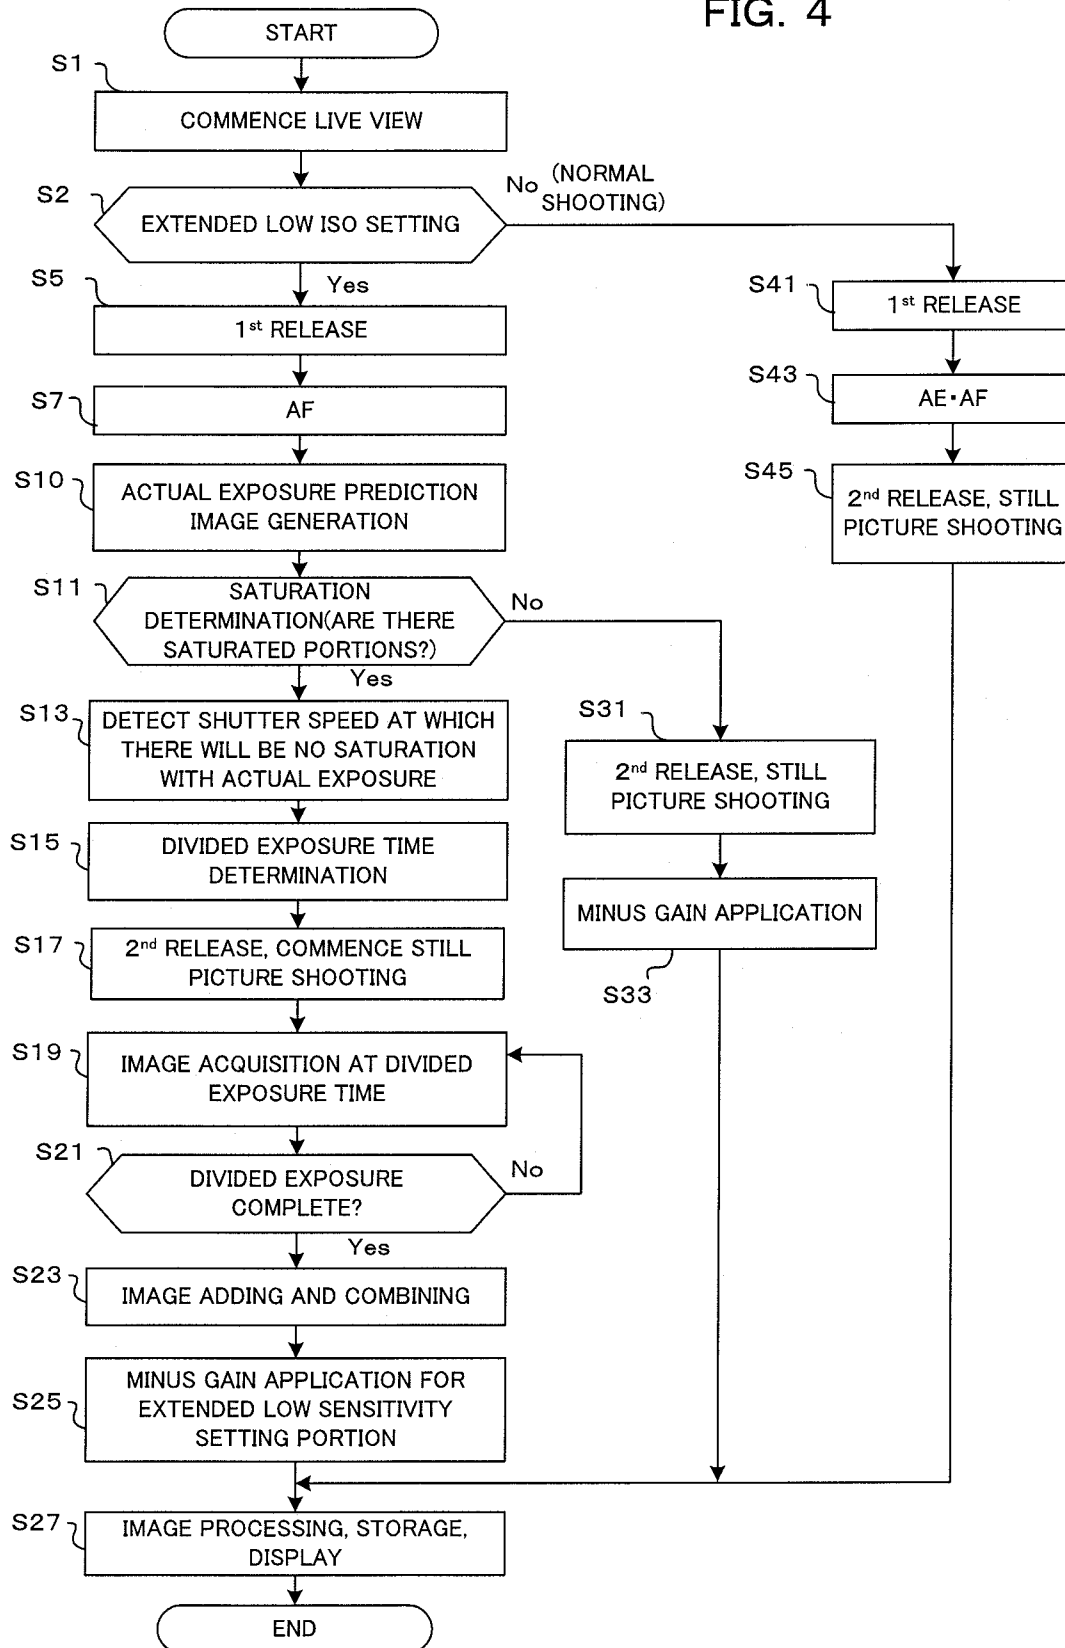 FIG. 4
START
S1
COMMENCE LIVE VIEW
S2
EXTENDED LOW ISO SETTING
No (NORMAL
SHOOTING)
Yes
S5
1st RELEASE
S7
AF
S10
ACTUAL EXPOSURE PREDICTION
IMAGE GENERATION
S11
SATURATION
DETERMINATION(ARE THERE
SATURATED PORTIONS?)
No
Yes
S13
DETECT SHUTTER SPEED AT WHICH
THERE WILL BE NO SATURATION
WITH ACTUAL EXPOSURE
S15
DIVIDED EXPOSURE TIME
DETERMINATION
S17
2nd RELEASE, COMMENCE STILL
PICTURE SHOOTING
S19
IMAGE ACQUISITION AT DIVIDED
EXPOSURE TIME
S21
DIVIDED EXPOSURE
COMPLETE?
No
Yes
S23
IMAGE ADDING AND COMBINING
S25
MINUS GAIN APPLICATION FOR
EXTENDED LOW SENSITIVITY
SETTING PORTION
S27
IMAGE PROCESSING, STORAGE,
DISPLAY
END
S31
2nd RELEASE, STILL
PICTURE SHOOTING
MINUS GAIN APPLICATION
S33
S41
1st RELEASE
S43
AE・AF
S45
2nd RELEASE, STILL
PICTURE SHOOTING